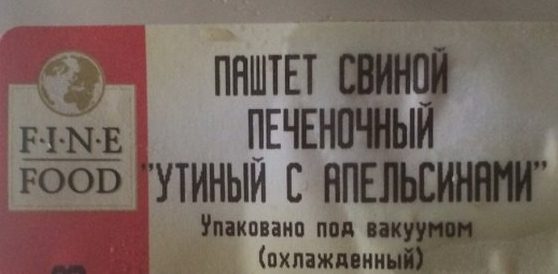 F·I·N·E
FOOD
ПАШТЕТ СВИНОЙ
ПЕЧЕНОЧНЫЙ
"УТИНЫЙ С АПЕЛЬСИНАМИ"
Упаковано под вакуумом
(охлажденный)